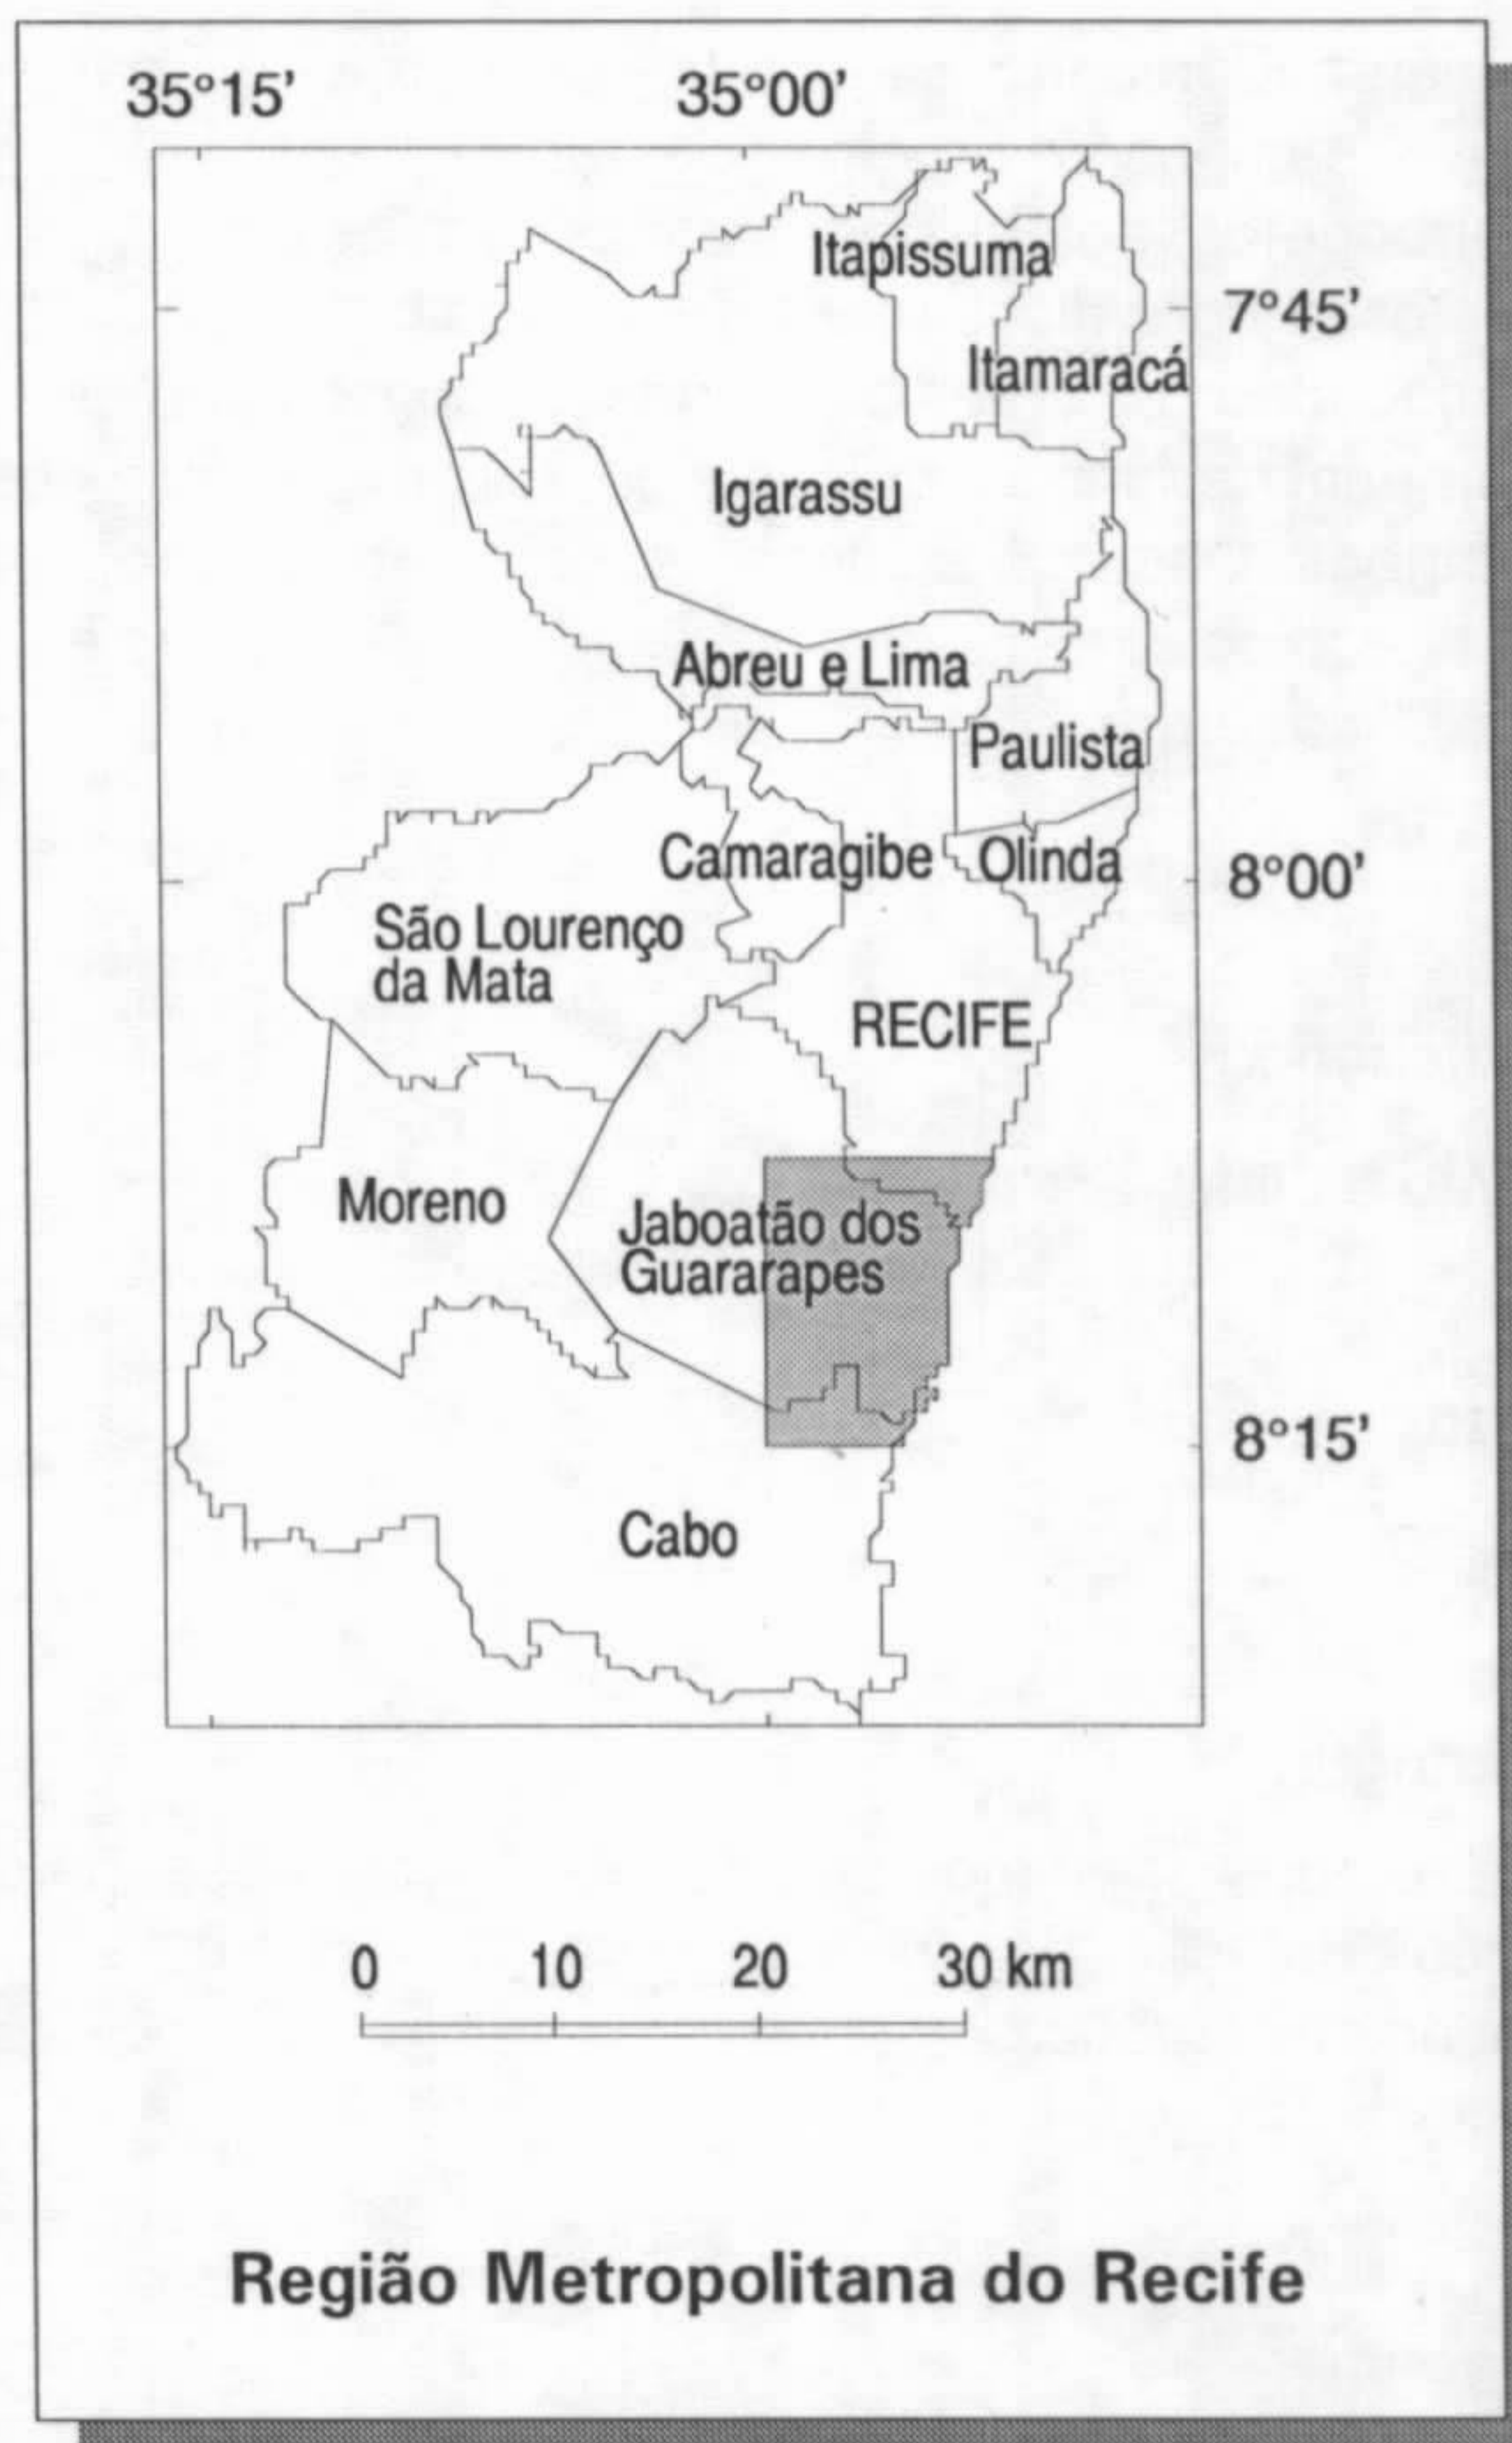 35°15’
35°00’
Itapissuma
7°45’
Itamaracá
Igarassu
Abreu e Lima
Paulista
Camaragibe
Olinda
8°00’
São Lourenço
da Mata
RECIFE
Moreno
Jaboatão dos
Guararapes
8°15’
Cabo
0 10 20 30 km
Região Metropolitana do Recife